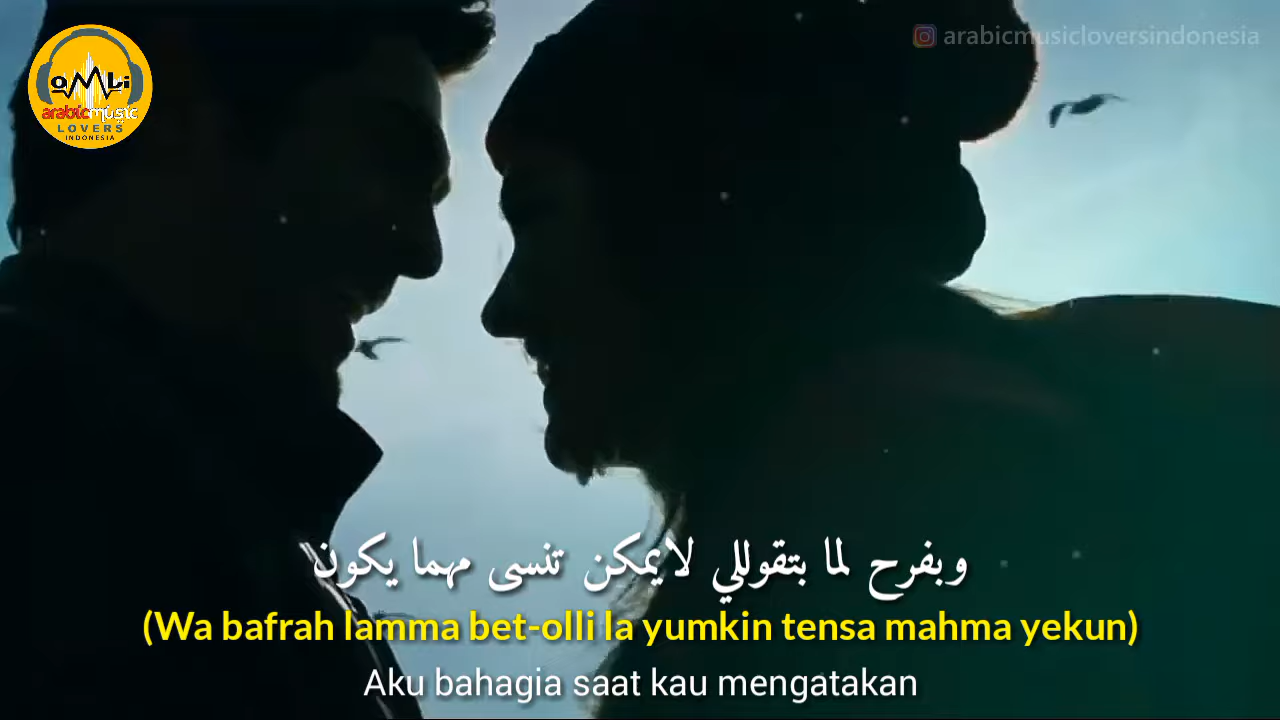 arabicmusicloversindonesia
arabicmusic
LOVERS
INDONESIA
وبفرح لما بتقوللي لايمكن تنسى مهما يكون
(Wa bafrah lamma bet-olli la yumkin tensa mahma yekun)
Aku bahagia saat kau mengatakan